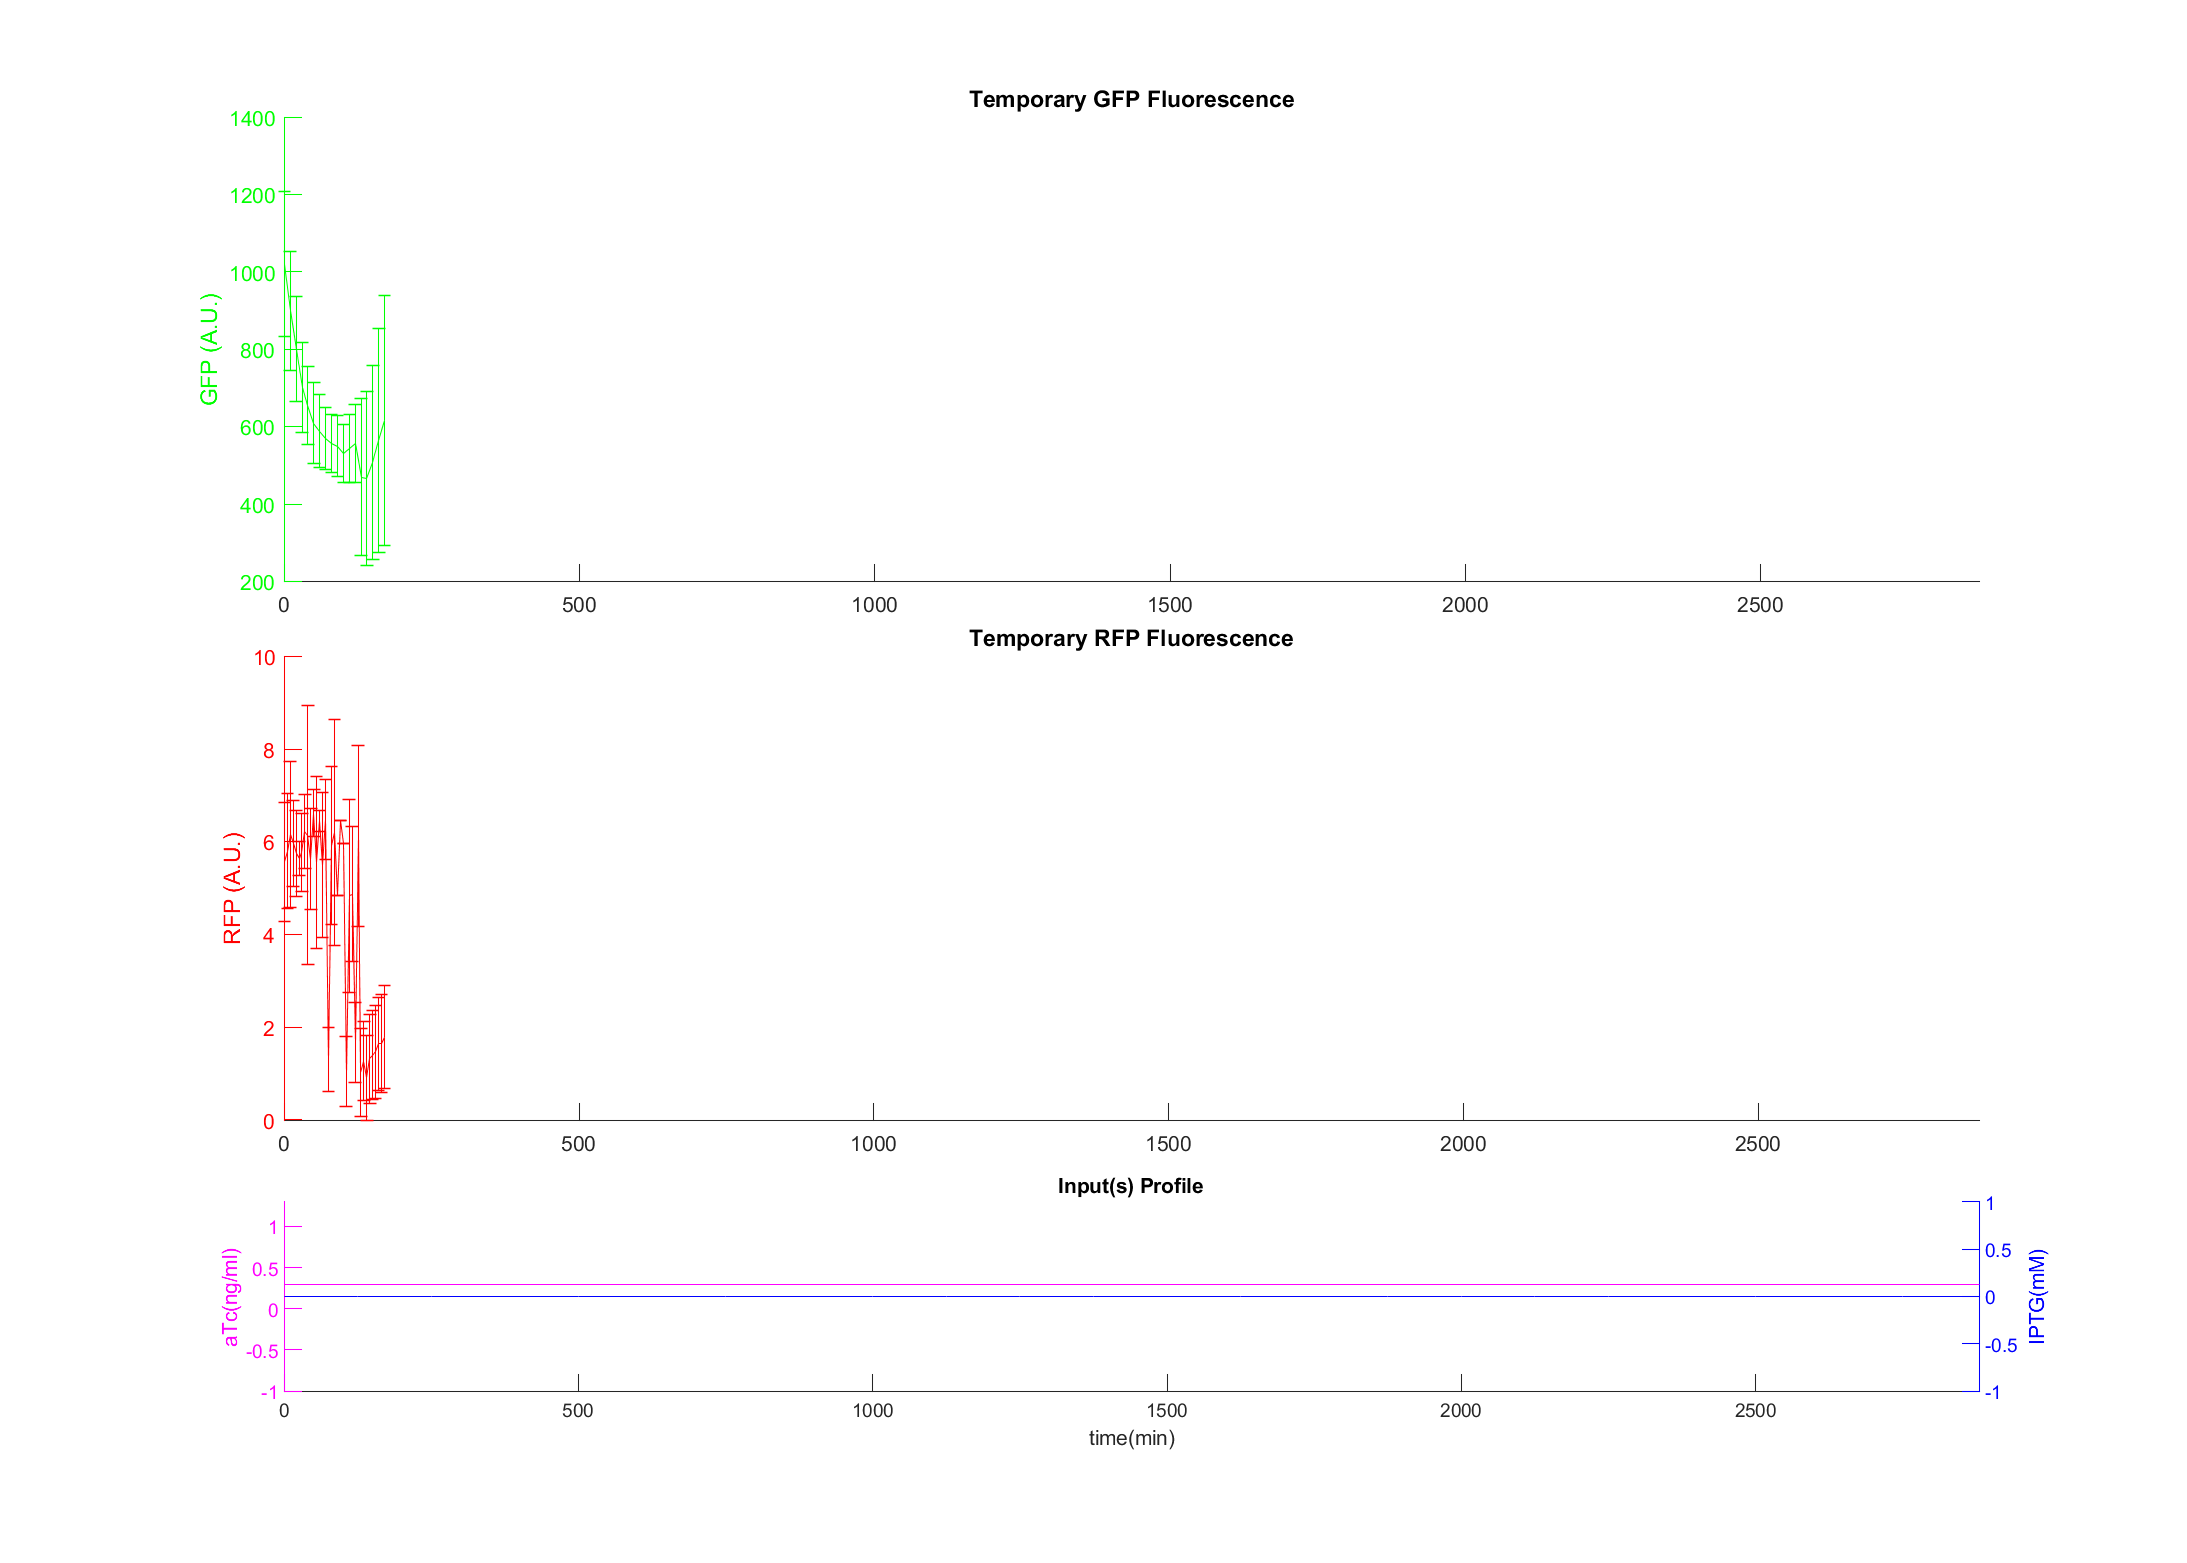 Temporary GFP Fluorescence
1400
1200
1000
800
600
400
200
GFP (A.U.)
0 500 1000 1500 2000 2500
Temporary RFP Fluorescence
10
8
6
4
2
0
RFP (A.U.)
0 500 1000 1500 2000 2500
Input(s) Profile
1
0.5
0
-0.5
-1
aTc(ng/ml)
1
0.5
0
-0.5
-1
IPTG(mM)
0 500 1000 1500 2000 2500
time(min)